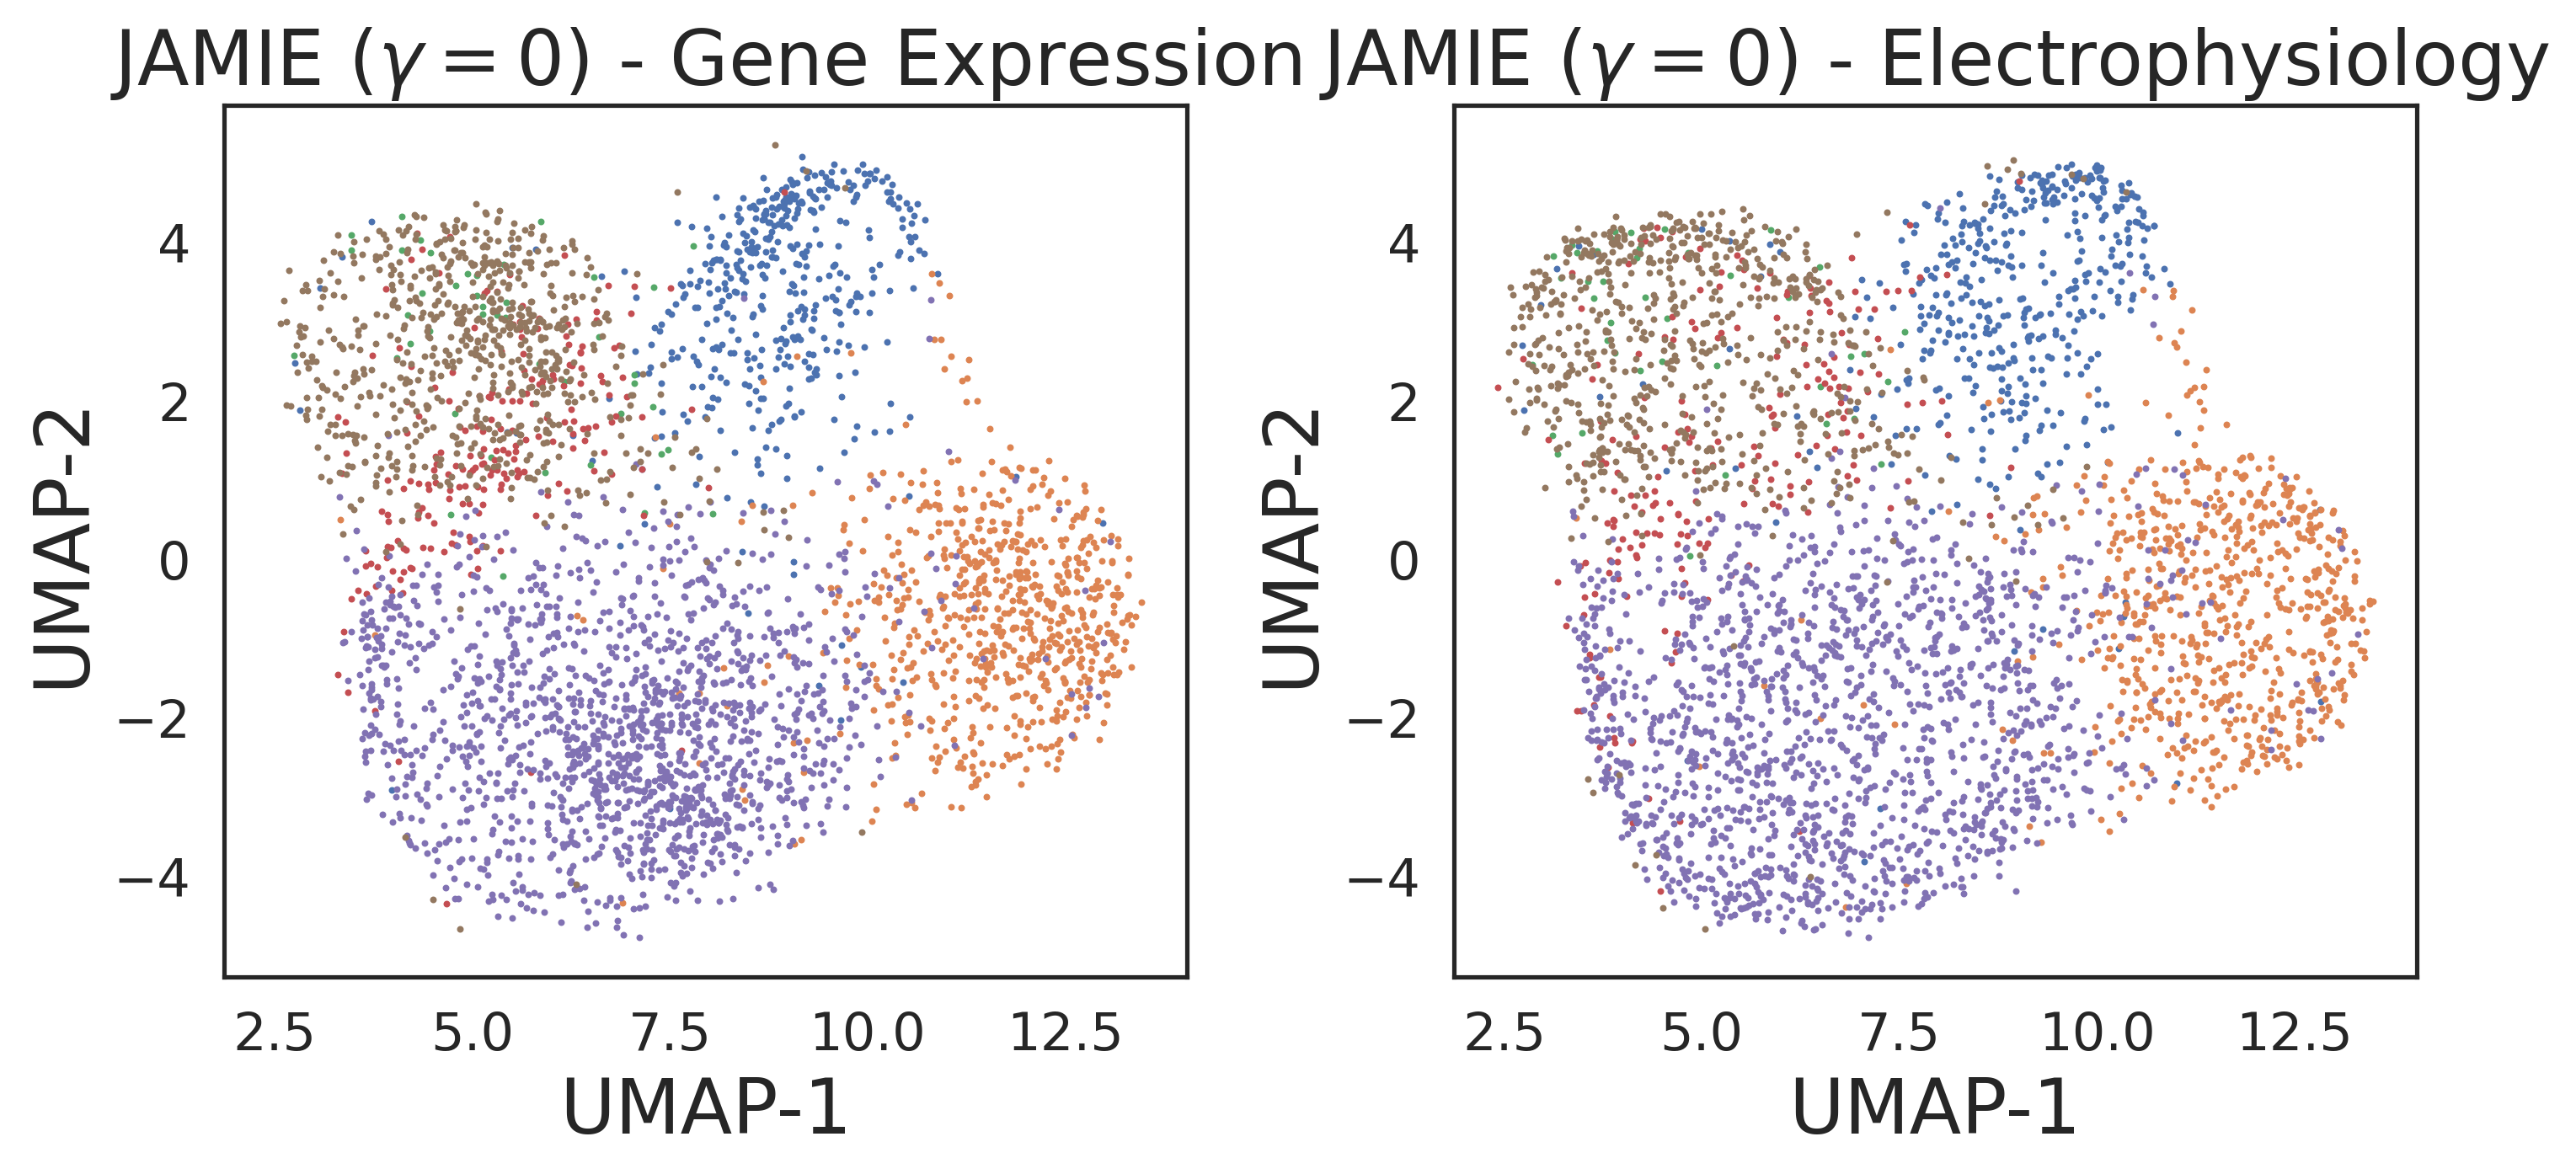 JAMIE (γ = 0) - Gene Expression
JAMIE (γ = 0) - Electrophysiology
UMAP-2
4
2
0
−2
−4
2.5 5.0 7.5 10.0 12.5
UMAP-1
UMAP-2
4
2
0
−2
−4
2.5 5.0 7.5 10.0 12.5
UMAP-1